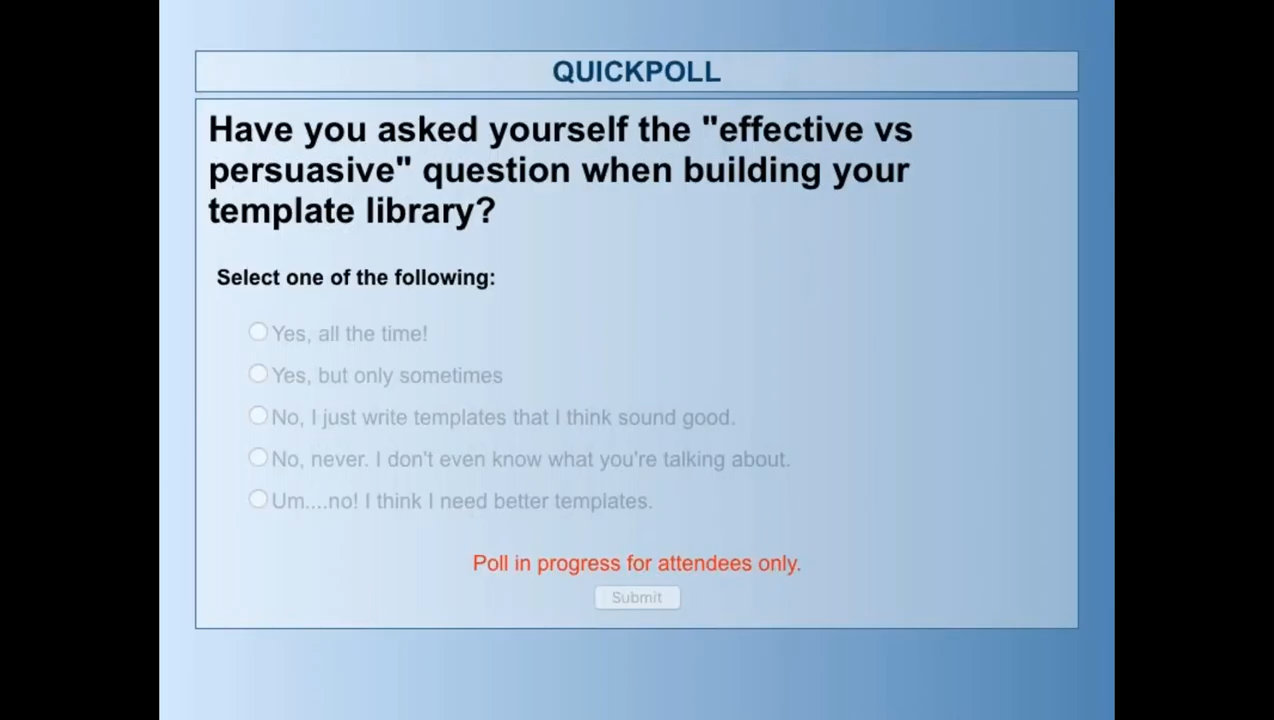 QUICKPOLL
Have you asked yourself the "effective vs
persuasive" question when building your
template library?
Select one of the following:
Yes, all the time!
Yes, but only sometimes
No, I just write templates that I think sound good.
No, never. I don't even know what you're talking about.
Um....no! I think I need better templates.
Poll in progress for attendees only.
Submit